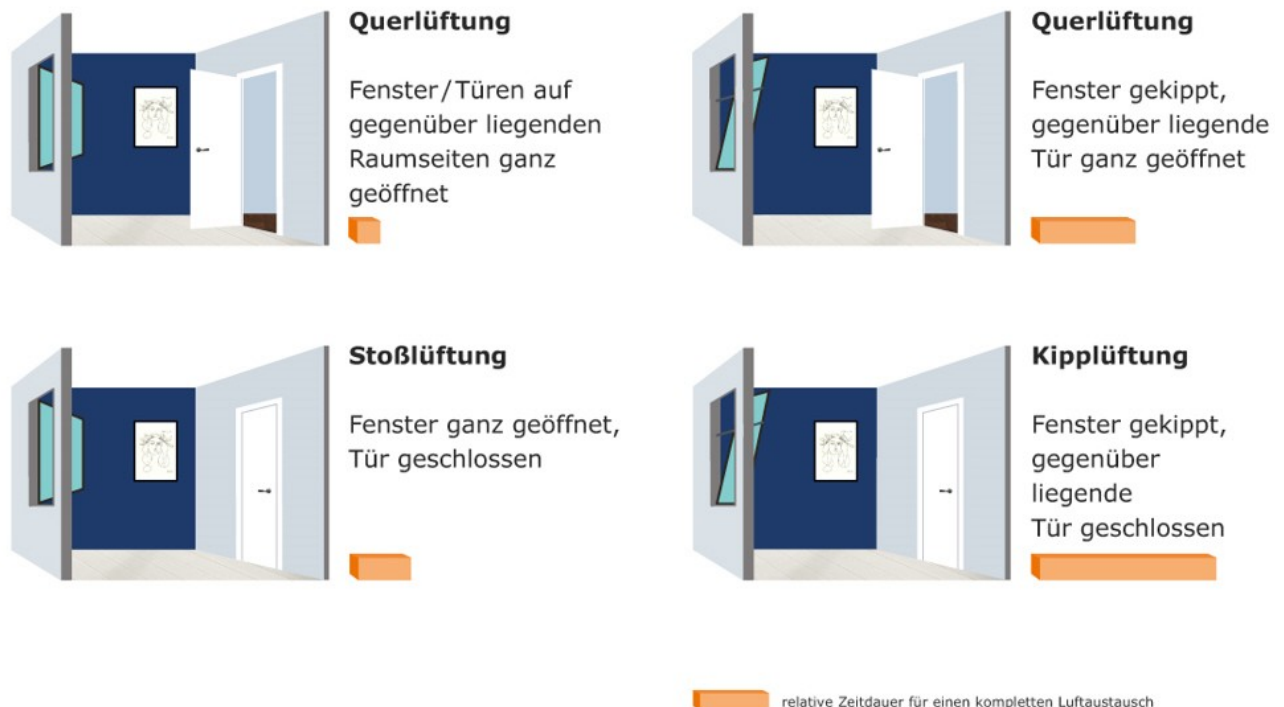 Querlüftung
Fenster/Türen auf
gegenüber liegenden
Raumseiten ganz
geöffnet
Querlüftung
Fenster gekippt,
gegenüber liegende
Tür ganz geöffnet
Stoßlüftung
Fenster ganz geöffnet,
Tür geschlossen
Kipplüftung
Fenster gekippt,
gegenüber
liegende
Tür geschlossen
relative Zeitdauer für einen kompletten Luftaustausch